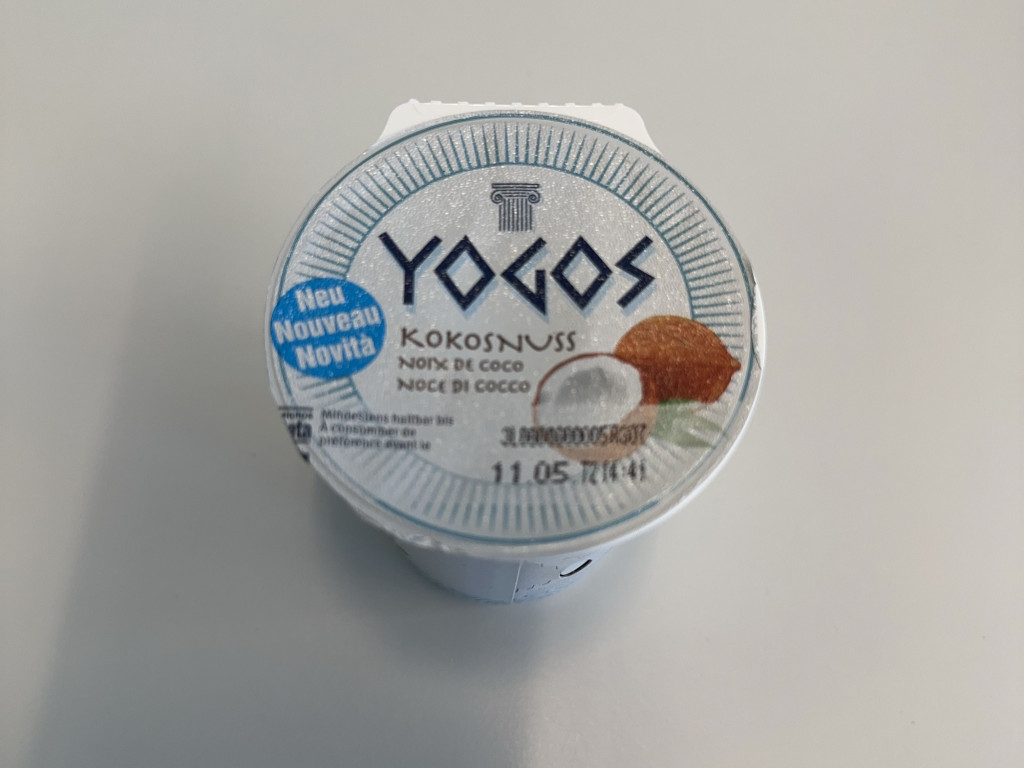 YOGOS
Neu
Nouveau
Novità
KOKOSNUSS
NOIX DE COCO
NOCE DI COCCO
Mindestens haltbar bis
À consommer de
préférence avant le
11.05.